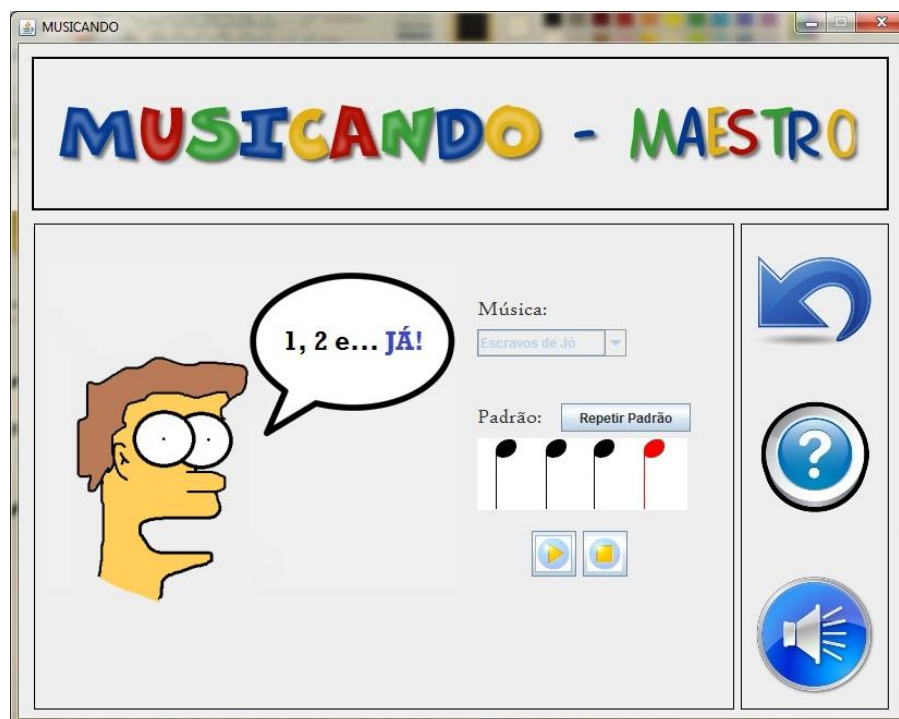 MUSICANDO
MUSICANDO - MAESTRO
1, 2 e... JÁ!
Música:
Escravos de Jó
Padrão:
Repetir Padrão
?